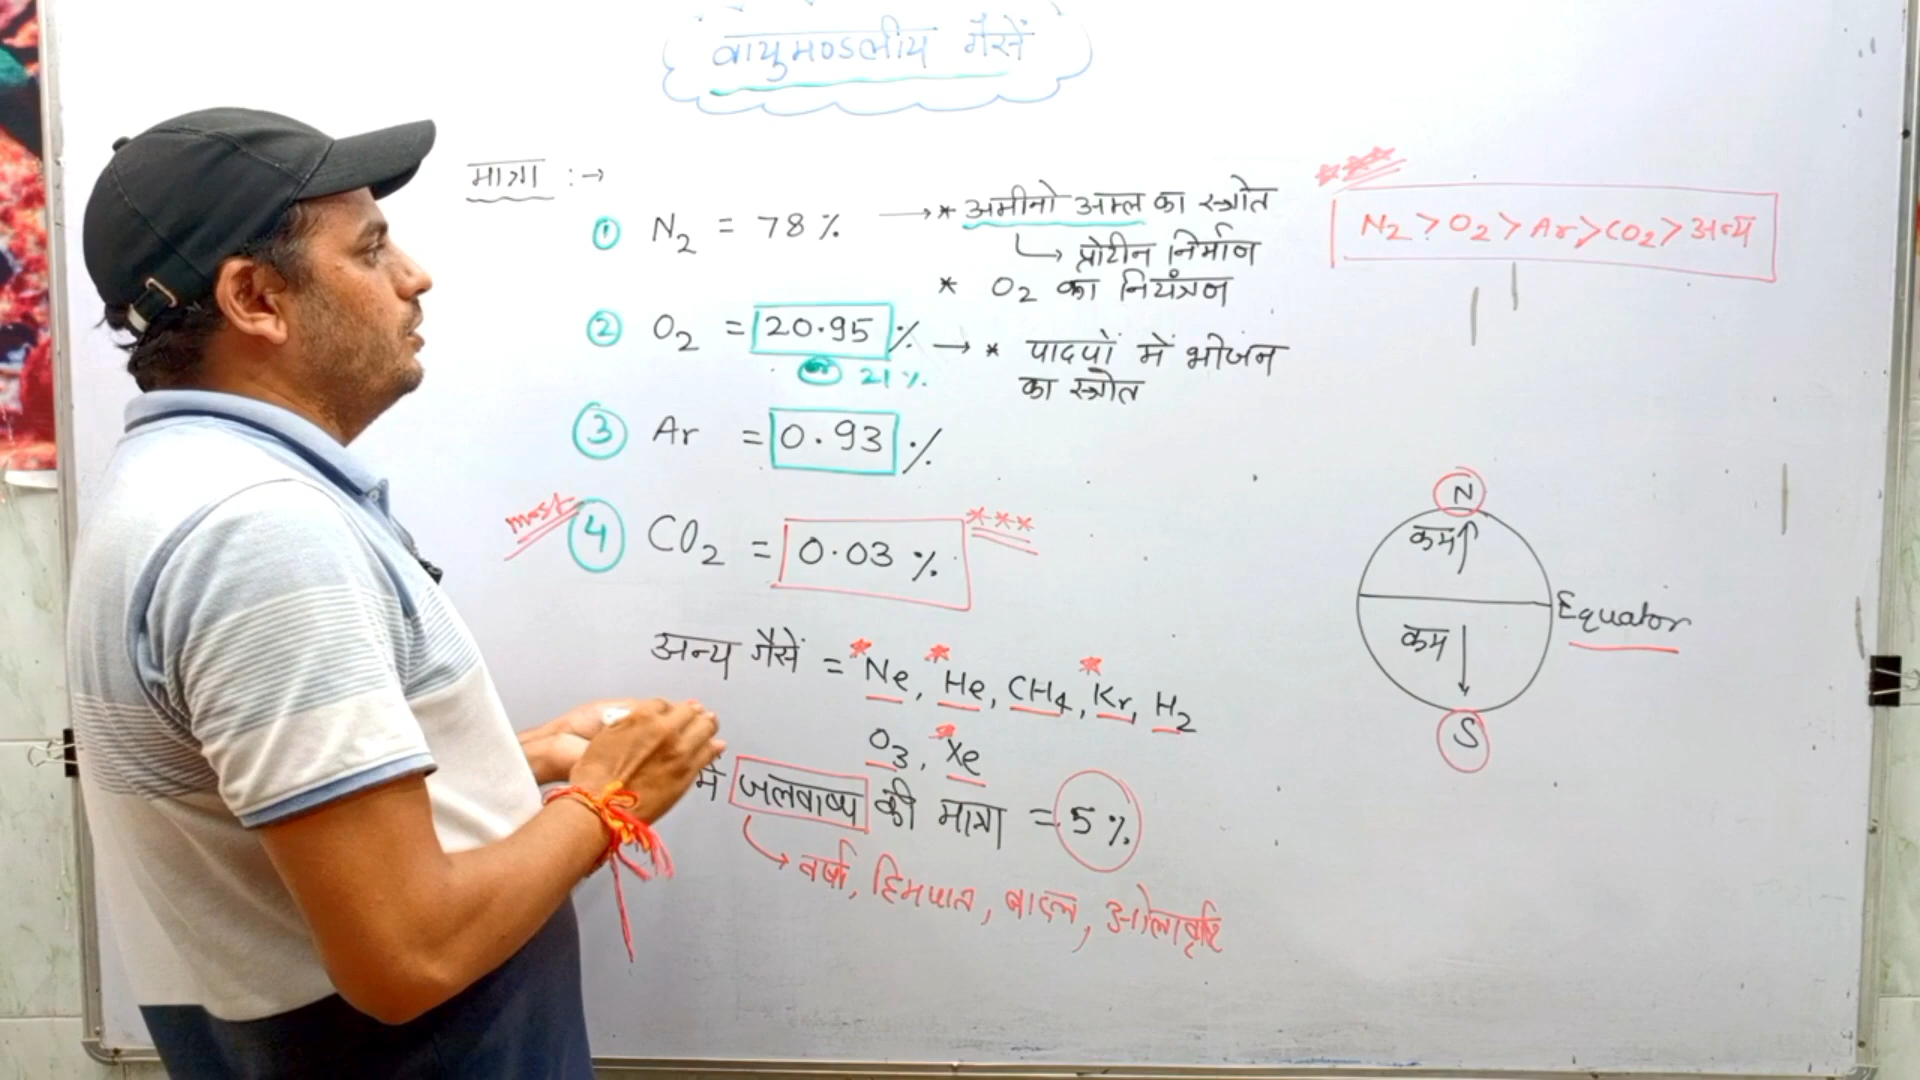 वायुमण्डलीय गैसें
मात्रा :→
① N2 = 78% → * अमीनो अम्ल का स्त्रोत
↳ प्रोटीन निर्माण
* O2 का नियंत्रन
② O2 = 20.95 % → * पादपों में भोजन
का स्त्रोत
21%
③ Ar = 0.93 %
most ④ CO2 = 0.03% ***
अन्य गैसें = *Ne, *He, CH4, *Kr, H2
O3, *Xe
में जलवाष्प की मात्रा = 5%
↳ वर्षा, हिमपात, बादल, ओलावृष्टि
***
N2 > O2 > Ar > CO2 > अन्य
N
कम ↑
Equator
कम ↓
S